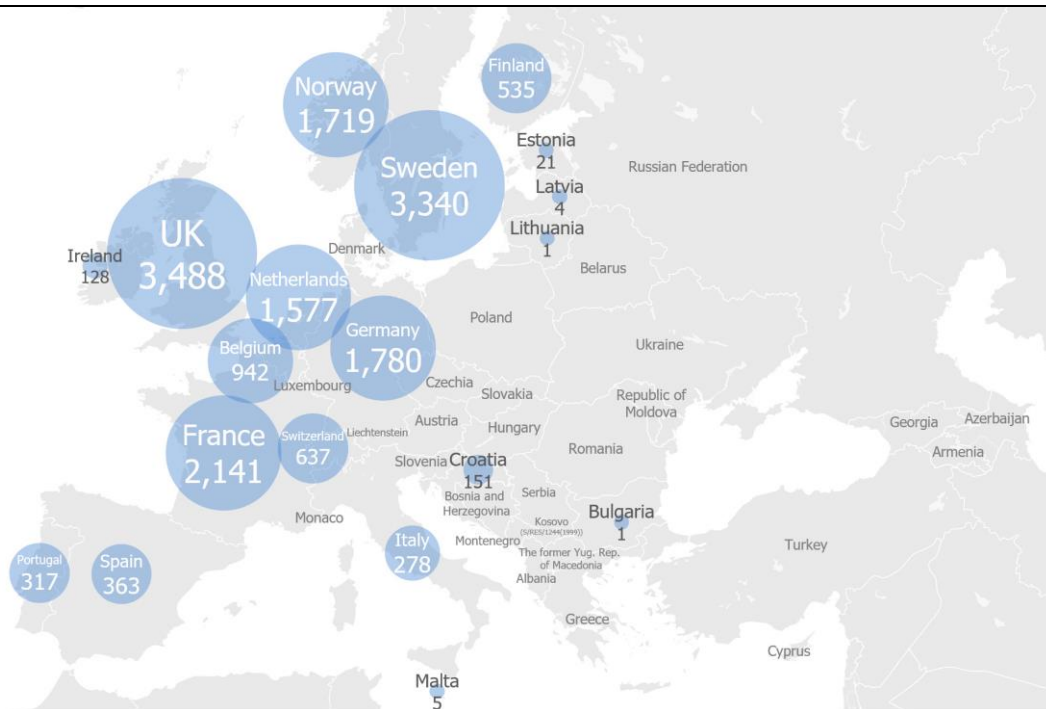 Finland
535
Norway
1,719
Estonia
21
Russian Federation
Sweden
3,340
Latvia
4
Lithuania
1
UK
3,488
Ireland
128
Denmark
Belarus
Netherlands
1,577
Poland
Germany
1,780
Belgium
942
Ukraine
Luxembourg
Czechia
Slovakia
Republic of
Moldova
France
2,141
Switzerland
637
Liechtenstein
Austria
Hungary
Georgia
Azerbaijan
Armenia
Romania
Slovenia
Croatia
151
Bosnia and
Herzegovina
Serbia
Monaco
Kosovo
(S/RES/1244(1999))
Bulgaria
1
Montenegro
Italy
278
The former Yug. Rep.
of Macedonia
Albania
Turkey
Portugal
317
Spain
363
Greece
Cyprus
Malta
5